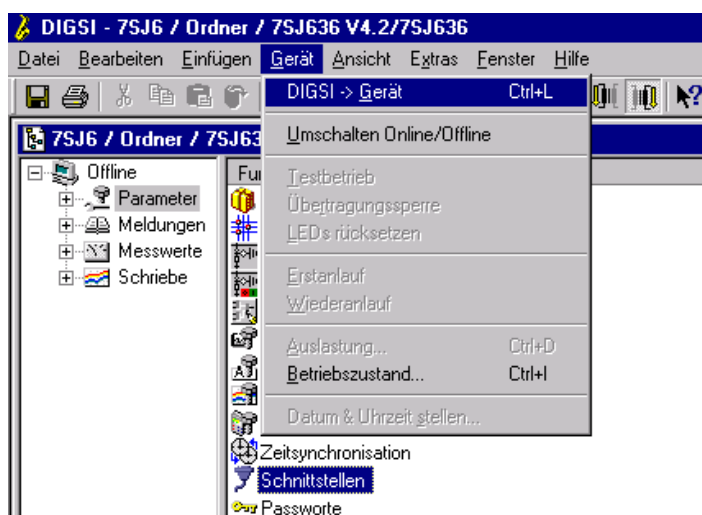 DIGSI - 7SJ6 / Ordner / 7SJ636 V4.2/7SJ636
Datei Bearbeiten Einfügen Gerät Ansicht Extras Fenster Hilfe
DIGSI -> Gerät Ctrl+L
7SJ6 / Ordner /
Umschalten Online/Offline
Offline
Parameter
Meldungen
Messwerte
Schriebe
Testbetrieb
Übertragungssperre
LEDs rücksetzen
Erstanlauf
Wiederanlauf
Auslastung... Ctrl+D
Betriebszustand... Ctrl+I
Datum & Uhrzeit stellen...
Zeitsynchronisation
Schnittstellen
Passworte